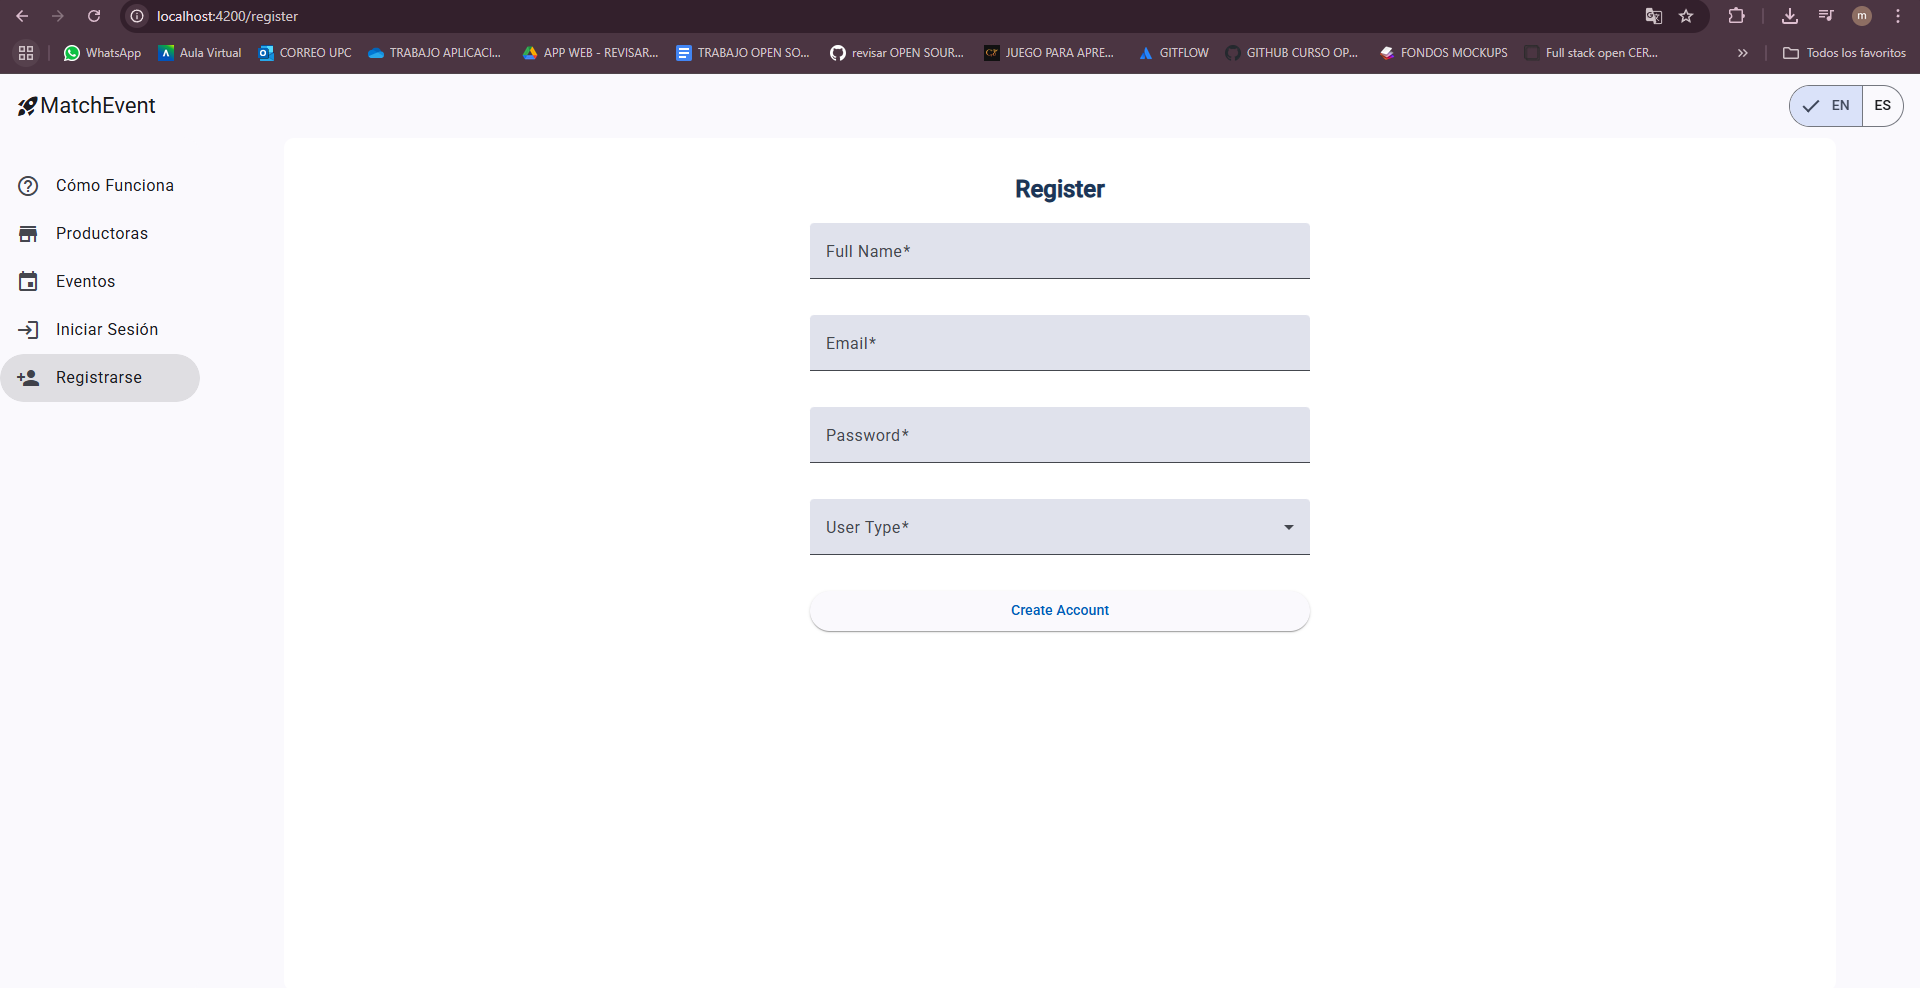 localhost:4200/register
WhatsApp
Aula Virtual
CORREO UPC
TRABAJO APLICACI...
APP WEB - REVISAR...
TRABAJO OPEN SO...
revisar OPEN SOUR...
JUEGO PARA APRE...
GITFLOW
GITHUB CURSO OP...
FONDOS MOCKUPS
Full stack open CER...
Todos los favoritos
m
MatchEvent
EN ES
Cómo Funciona
Productoras
Eventos
Iniciar Sesión
Registrarse
Register
Full Name*
Email*
Password*
User Type*
Create Account